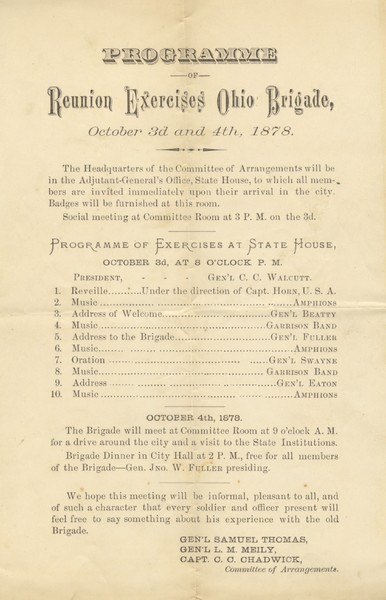 PROGRAMME
—OF—
Reunion Exercises Ohio Brigade,
October 3d and 4th, 1878.
The Headquarters of the Committee of Arrangements will be
in the Adjutant-General's Office, State House, to which all mem-
bers are invited immediately upon their arrival in the city.
Badges will be furnished at this room.
Social meeting at Committee Room at 3 P. M. on the 3d.
PROGRAMME OF EXERCISES AT STATE HOUSE,
OCTOBER 3d, AT 8 O'CLOCK P. M.
PRESIDENT, - - - GEN'L C. C. WALCUTT.
1. Reveille........Under the direction of Capt. HORN, U. S. A.
2. Music ........................................AMPHIONS
3. Address of Welcome........................GEN'L BEATTY
4. Music ........................................GARRISON BAND
5. Address to the Brigade.....................GEN'L FULLER
6. Music........................................AMPHIONS
7. Oration ........................................GEN'L SWAYNE
8. Music........................................GARRISON BAND
9. Address ........................................GEN'L EATON
10. Music ........................................AMPHIONS
OCTOBER 4th, 1878.
The Brigade will meet at Committee Room at 9 o'clock A. M.
for a drive around the city and a visit to the State Institutions.
Brigade Dinner in City Hall at 2 P. M., free for all members
of the Brigade—Gen. JNO. W. FULLER presiding.
We hope this meeting will be informal, pleasant to all, and
of such a character that every soldier and officer present will
feel free to say something about his experience with the old
Brigade.
GEN'L SAMUEL THOMAS,
GEN'L L. M. MEILY,
CAPT. C. C. CHADWICK,
Committee of Arrangements.